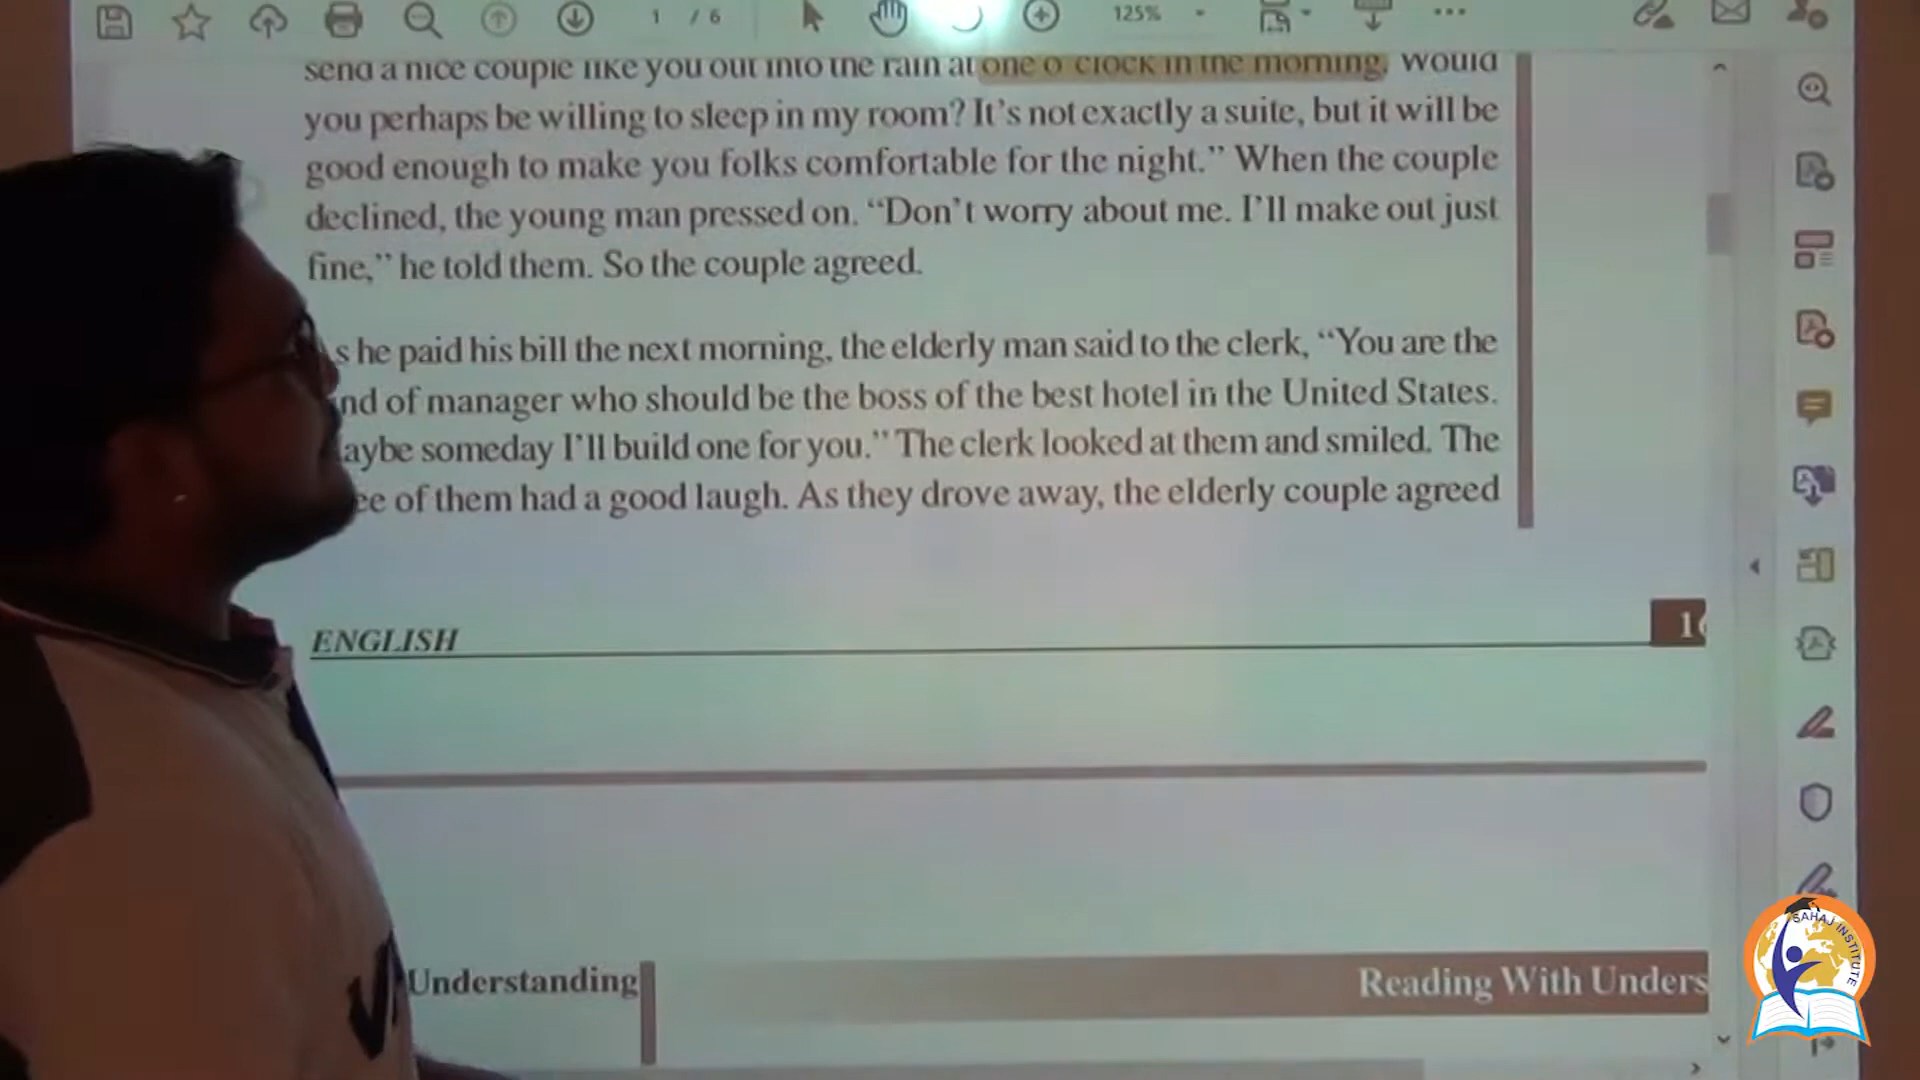 1 / 6
125%
send a nice couple like you out into the rain at one o'clock in the morning. Would
you perhaps be willing to sleep in my room? It's not exactly a suite, but it will be
good enough to make you folks comfortable for the night." When the couple
declined, the young man pressed on. "Don't worry about me. I'll make out just
fine," he told them. So the couple agreed.
s he paid his bill the next morning, the elderly man said to the clerk, "You are the
nd of manager who should be the boss of the best hotel in the United States.
aybe someday I'll build one for you." The clerk looked at them and smiled. The
ee of them had a good laugh. As they drove away, the elderly couple agreed
ENGLISH
Understanding
Reading With Unders
SAHAJ INSTITUTE